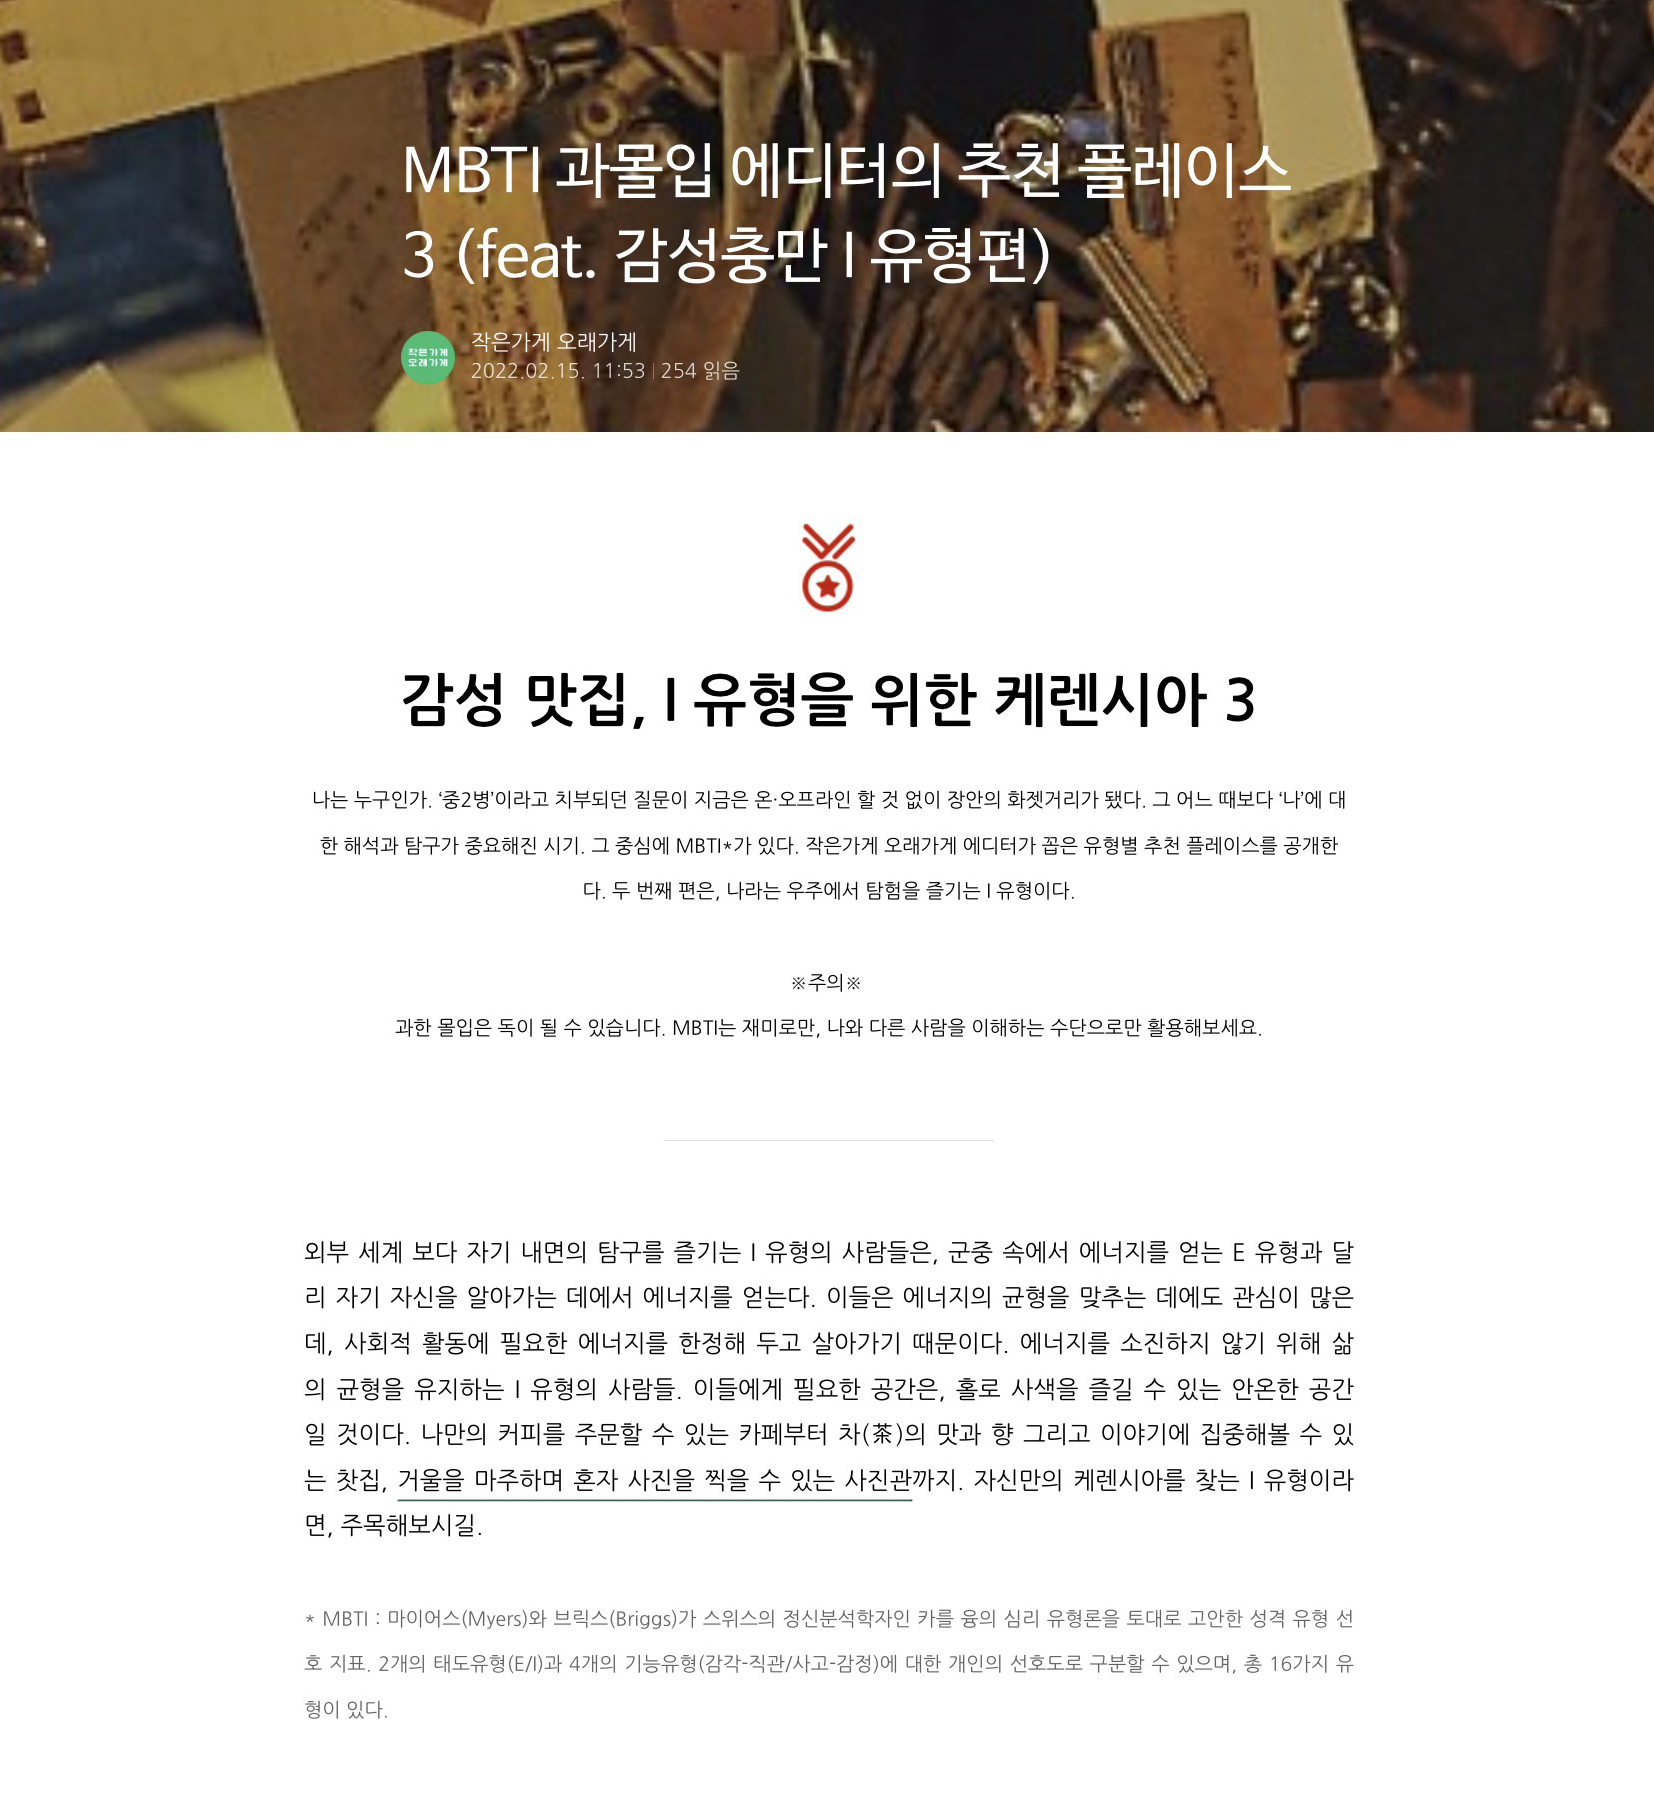 MBTI 과몰입 에디터의 추천 플레이스
3 (feat. 감성충만 I 유형편)
작은가게
오래가게
작은가게 오래가게
2022.02.15. 11:53 | 254 읽음
감성 맛집, I 유형을 위한 케렌시아 3
나는 누구인가. ‘중2병’이라고 치부되던 질문이 지금은 온·오프라인 할 것 없이 장안의 화젯거리가 됐다. 그 어느 때보다 ‘나’에 대
한 해석과 탐구가 중요해진 시기. 그 중심에 MBTI*가 있다. 작은가게 오래가게 에디터가 꼽은 유형별 추천 플레이스를 공개한
다. 두 번째 편은, 나라는 우주에서 탐험을 즐기는 I 유형이다.
※주의※
과한 몰입은 독이 될 수 있습니다. MBTI는 재미로만, 나와 다른 사람을 이해하는 수단으로만 활용해보세요.
외부 세계 보다 자기 내면의 탐구를 즐기는 I 유형의 사람들은, 군중 속에서 에너지를 얻는 E 유형과 달
리 자기 자신을 알아가는 데에서 에너지를 얻는다. 이들은 에너지의 균형을 맞추는 데에도 관심이 많은
데, 사회적 활동에 필요한 에너지를 한정해 두고 살아가기 때문이다. 에너지를 소진하지 않기 위해 삶
의 균형을 유지하는 I 유형의 사람들. 이들에게 필요한 공간은, 홀로 사색을 즐길 수 있는 안온한 공간
일 것이다. 나만의 커피를 주문할 수 있는 카페부터 차(茶)의 맛과 향 그리고 이야기에 집중해볼 수 있
는 찻집, 거울을 마주하며 혼자 사진을 찍을 수 있는 사진관까지. 자신만의 케렌시아를 찾는 I 유형이라
면, 주목해보시길.
* MBTI : 마이어스(Myers)와 브릭스(Briggs)가 스위스의 정신분석학자인 카를 융의 심리 유형론을 토대로 고안한 성격 유형 선
호 지표. 2개의 태도유형(E/I)과 4개의 기능유형(감각-직관/사고-감정)에 대한 개인의 선호도로 구분할 수 있으며, 총 16가지 유
형이 있다.